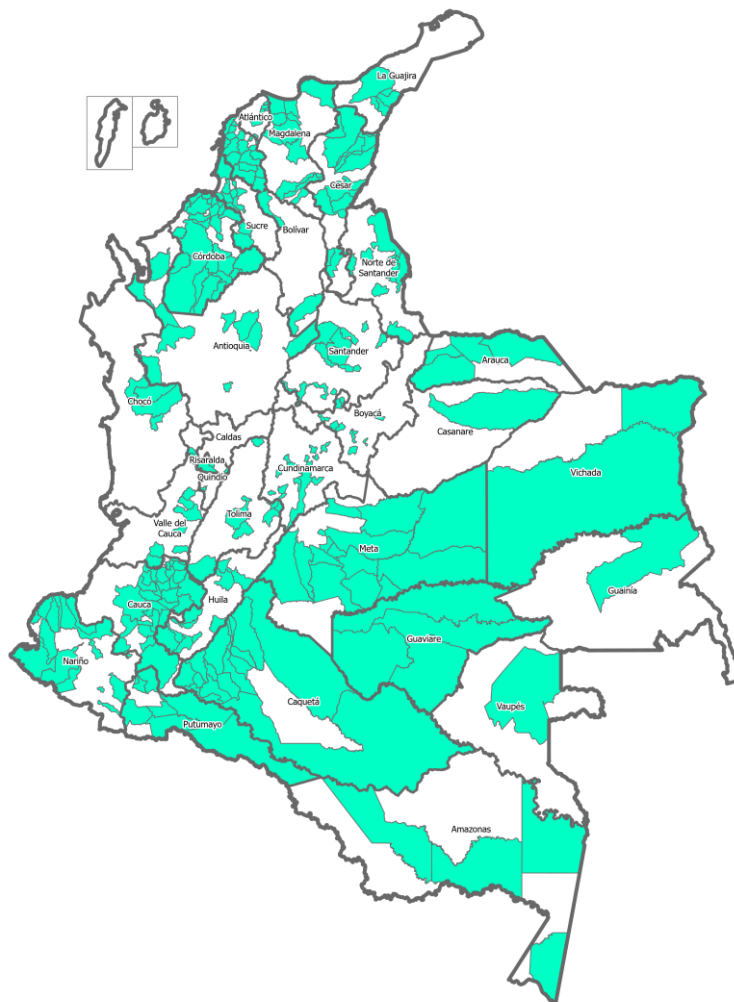 La Guajira
Atlántico
Magdalena
Cesar
Sucre
Bolívar
Córdoba
Norte de
Santander
Antioquia
Santander
Arauca
Chocó
Boyacá
Casanare
Caldas
Risaralda
Cundinamarca
Quindio
Vichada
Tolima
Valle del
Cauca
Meta
Guainía
Cauca
Huila
Guaviare
Nariño
Caquetá
Vaupés
Putumayo
Amazonas